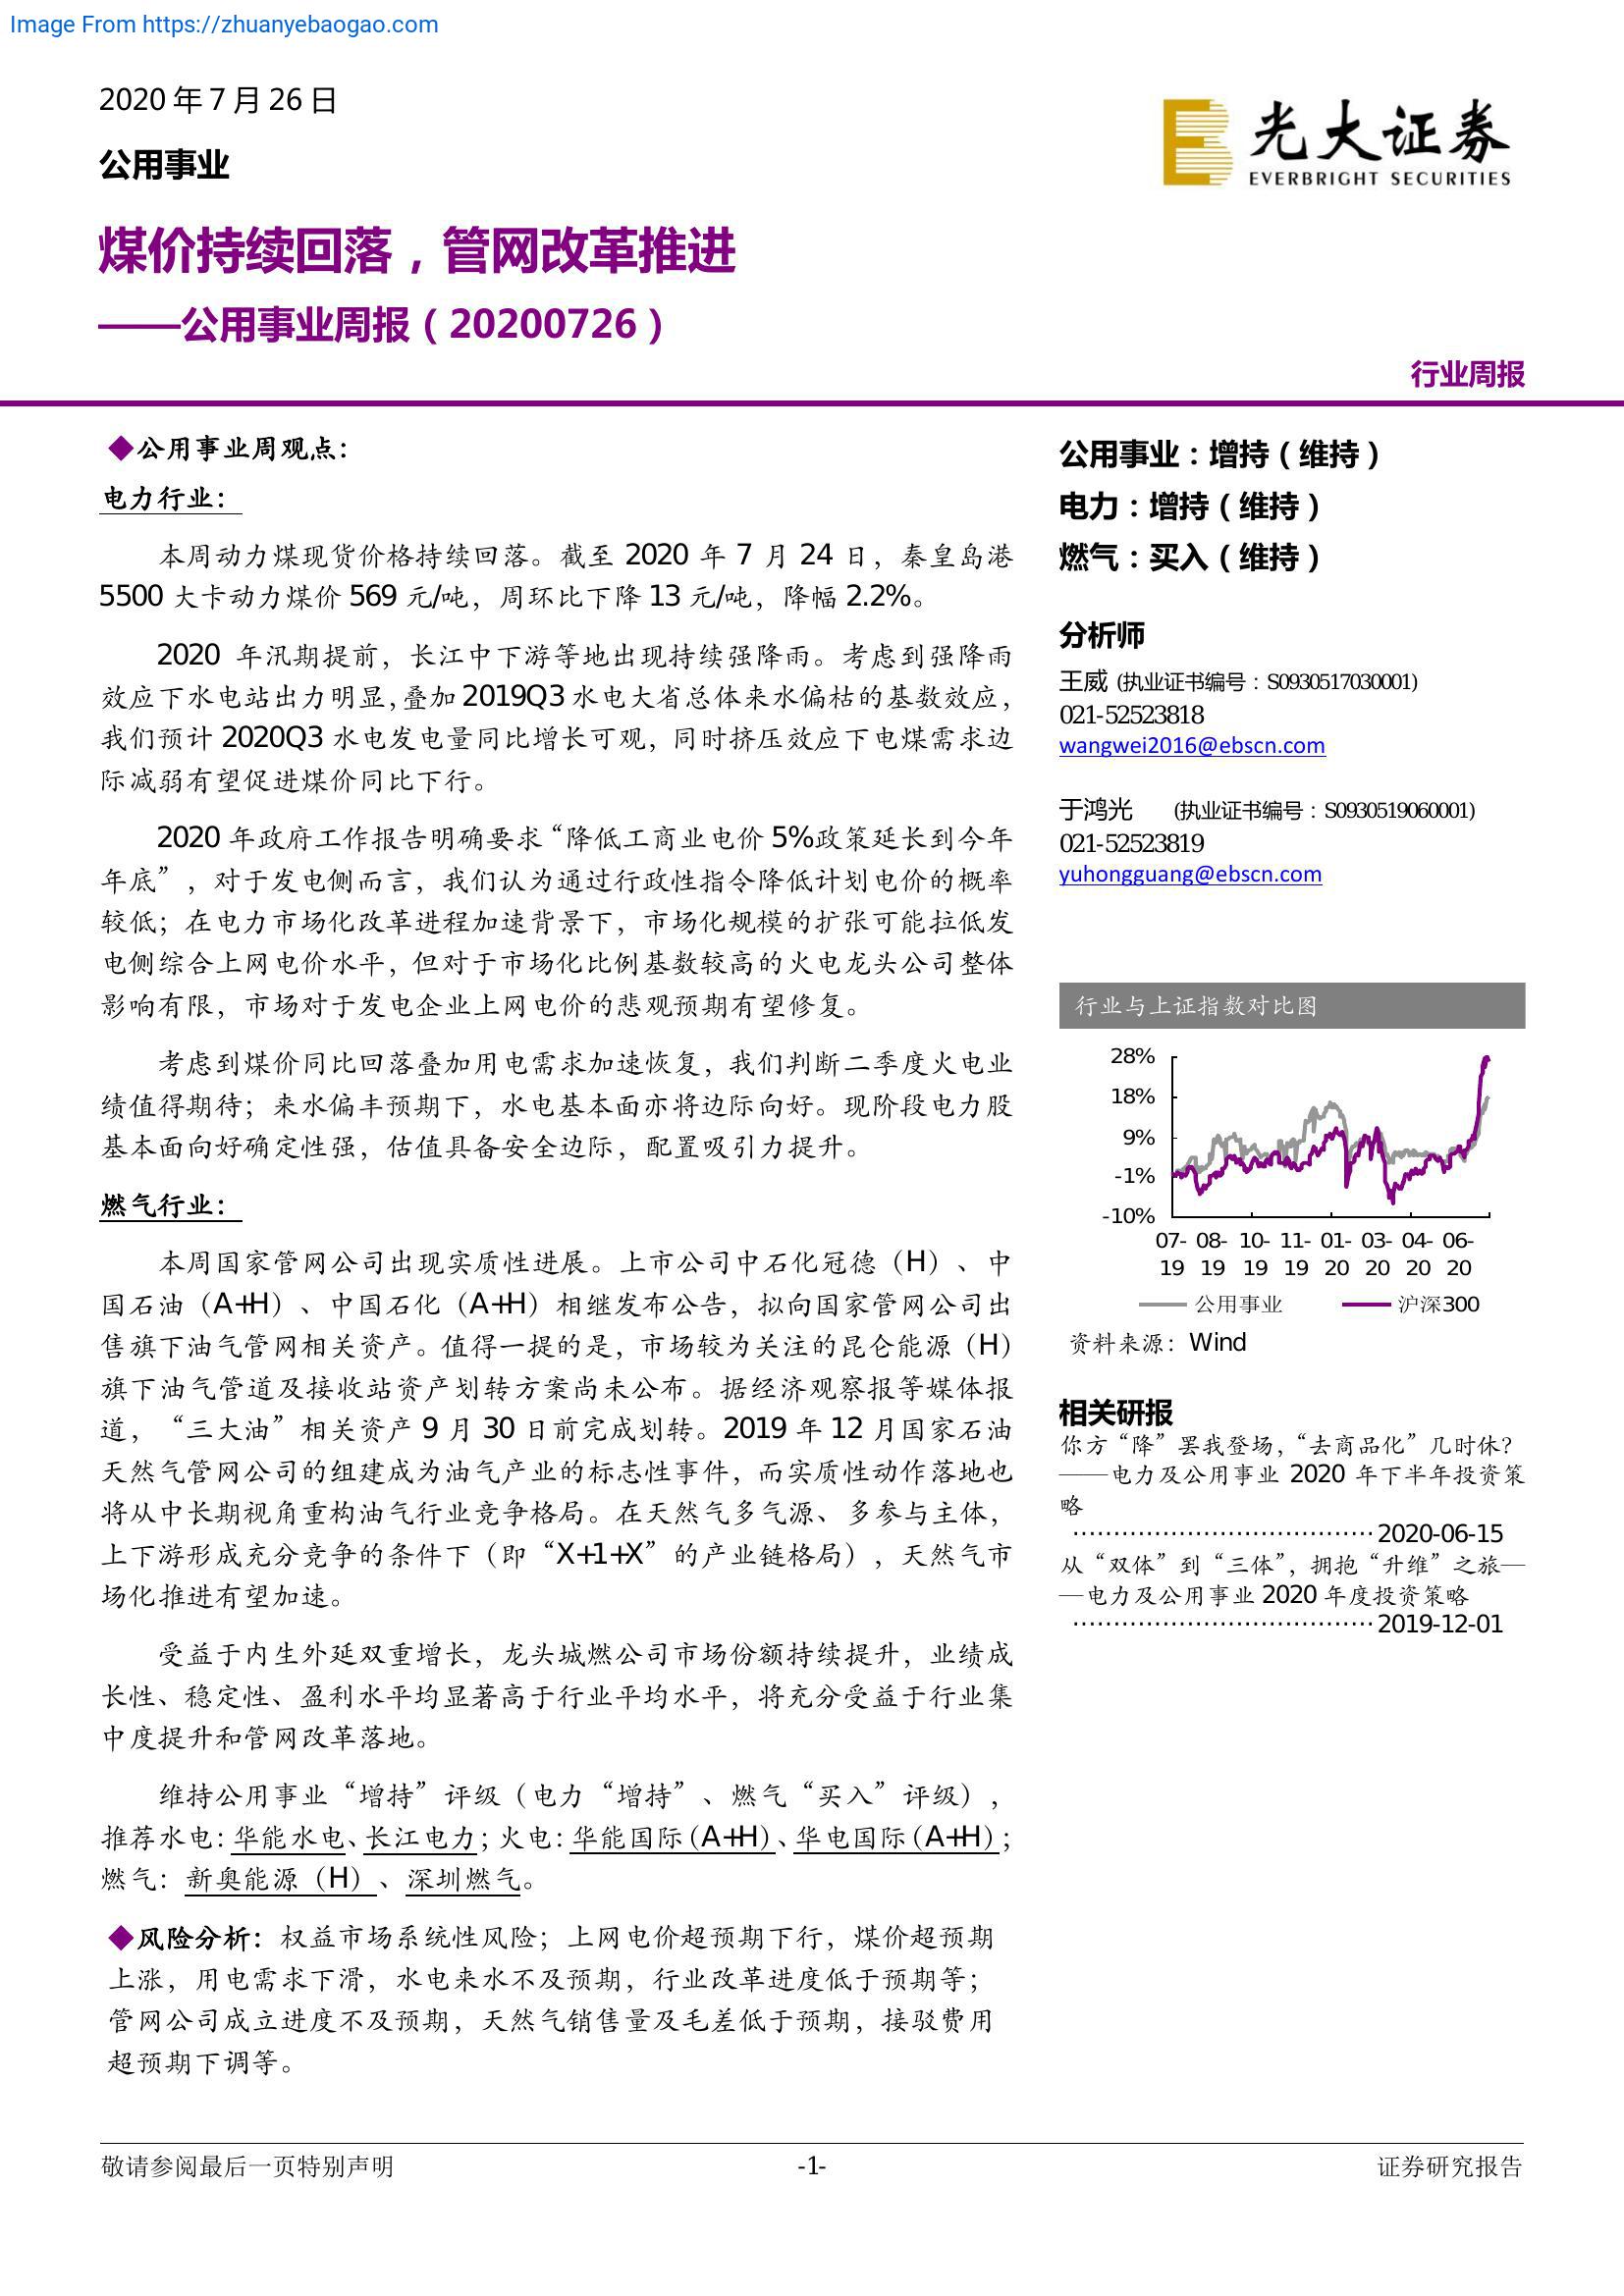 Image From https://zhuanyebaogao.com
2020年7月26日
公用事业
光大证券
EVERBRIGHT SECURITIES
煤价持续回落，管网改革推进
——公用事业周报（20200726）
行业周报
◆公用事业周观点：
电力行业：
本周动力煤现货价格持续回落。截至 2020 年 7 月 24 日，秦皇岛港
5500 大卡动力煤价 569 元/吨，周环比下降 13 元/吨，降幅 2.2%。
2020 年汛期提前，长江中下游等地出现持续强降雨。考虑到强降雨
效应下水电站出力明显，叠加 2019Q3 水电大省总体来水偏枯的基数效应，
我们预计 2020Q3 水电发电量同比增长可观，同时挤压效应下电煤需求边
际减弱有望促进煤价同比下行。
2020 年政府工作报告明确要求“降低工商业电价 5%政策延长到今年
年底”，对于发电侧而言，我们认为通过行政性指令降低计划电价的概率
较低；在电力市场化改革进程加速背景下，市场化规模的扩张可能拉低发
电侧综合上网电价水平，但对于市场化比例基数较高的火电龙头公司整体
影响有限，市场对于发电企业上网电价的悲观预期有望修复。
考虑到煤价同比回落叠加用电需求加速恢复，我们判断二季度火电业
绩值得期待；来水偏丰预期下，水电基本面亦将边际向好。现阶段电力股
基本面向好确定性强，估值具备安全边际，配置吸引力提升。
燃气行业：
本周国家管网公司出现实质性进展。上市公司中石化冠德（H）、中
国石油（A+H）、中国石化（A+H）相继发布公告，拟向国家管网公司出
售旗下油气管网相关资产。值得一提的是，市场较为关注的昆仑能源（H）
旗下油气管道及接收站资产划转方案尚未公布。据经济观察报等媒体报
道，“三大油”相关资产 9 月 30 日前完成划转。2019 年 12 月国家石油
天然气管网公司的组建成为油气产业的标志性事件，而实质性动作落地也
将从中长期视角重构油气行业竞争格局。在天然气多气源、多参与主体，
上下游形成充分竞争的条件下（即“X+1+X”的产业链格局），天然气市
场化推进有望加速。
受益于内生外延双重增长，龙头城燃公司市场份额持续提升，业绩成
长性、稳定性、盈利水平均显著高于行业平均水平，将充分受益于行业集
中度提升和管网改革落地。
维持公用事业“增持”评级（电力“增持”、燃气“买入”评级），
推荐水电：华能水电、长江电力；火电：华能国际（A+H）、华电国际（A+H）；
燃气：新奥能源（H）、深圳燃气。
◆风险分析：权益市场系统性风险；上网电价超预期下行，煤价超预期
上涨，用电需求下滑，水电来水不及预期，行业改革进度低于预期等；
管网公司成立进度不及预期，天然气销售量及毛差低于预期，接驳费用
超预期下调等。
公用事业：增持（维持）
电力：增持（维持）
燃气：买入（维持）
分析师
王威 (执业证书编号：S0930517030001)
021-52523818
wangwei2016@ebscn.com
于鸿光 (执业证书编号：S0930519060001)
021-52523819
yuhongguang@ebscn.com
行业与上证指数对比图
28%
18%
9%
-1%
-10%
07- 08- 10- 11- 01- 03- 04- 06-
19 19 19 19 20 20 20 20
公用事业 沪深300
资料来源：Wind
相关研报
你方“降”罢我登场，“去商品化”几时休？
——电力及公用事业 2020 年下半年投资策
略
·····································2020-06-15
从“双体”到“三体”，拥抱“升维”之旅—
—电力及公用事业 2020 年度投资策略
·····································2019-12-01
敬请参阅最后一页特别声明 -1- 证券研究报告